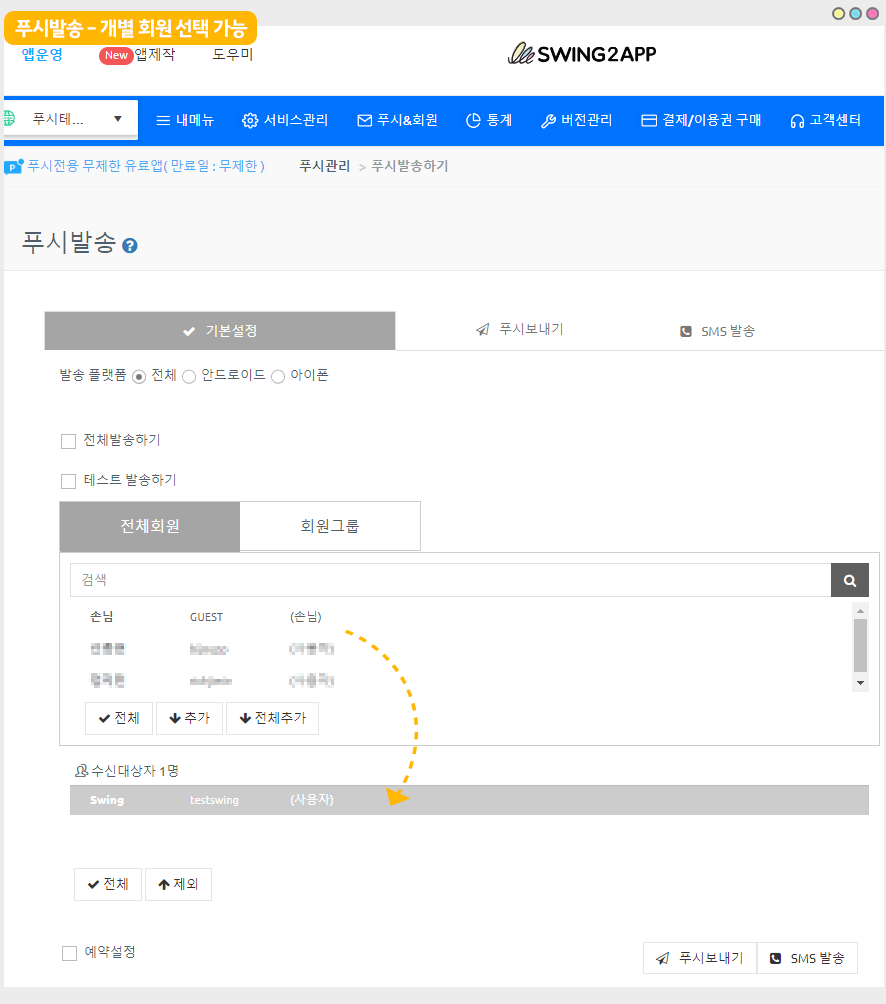 푸시발송 - 개별 회원 선택 가능
앱운영 New 앱제작 도우미
SWING2APP
푸시테... 내메뉴 서비스관리 푸시&회원 통계 버전관리 결제/이용권 구매 고객센터
푸시전용 무제한 유료앱( 만료일 : 무제한 ) 푸시관리 > 푸시발송하기
푸시발송
기본설정 푸시보내기 SMS 발송
발송 플랫폼 전체 안드로이드 아이폰
전체발송하기
테스트 발송하기
전체회원 회원그룹
검색
손님 GUEST (손님)
전체 추가 전체추가
수신대상자 1명
Swing testswing (사용자)
전체 제외
예약설정
푸시보내기 SMS 발송